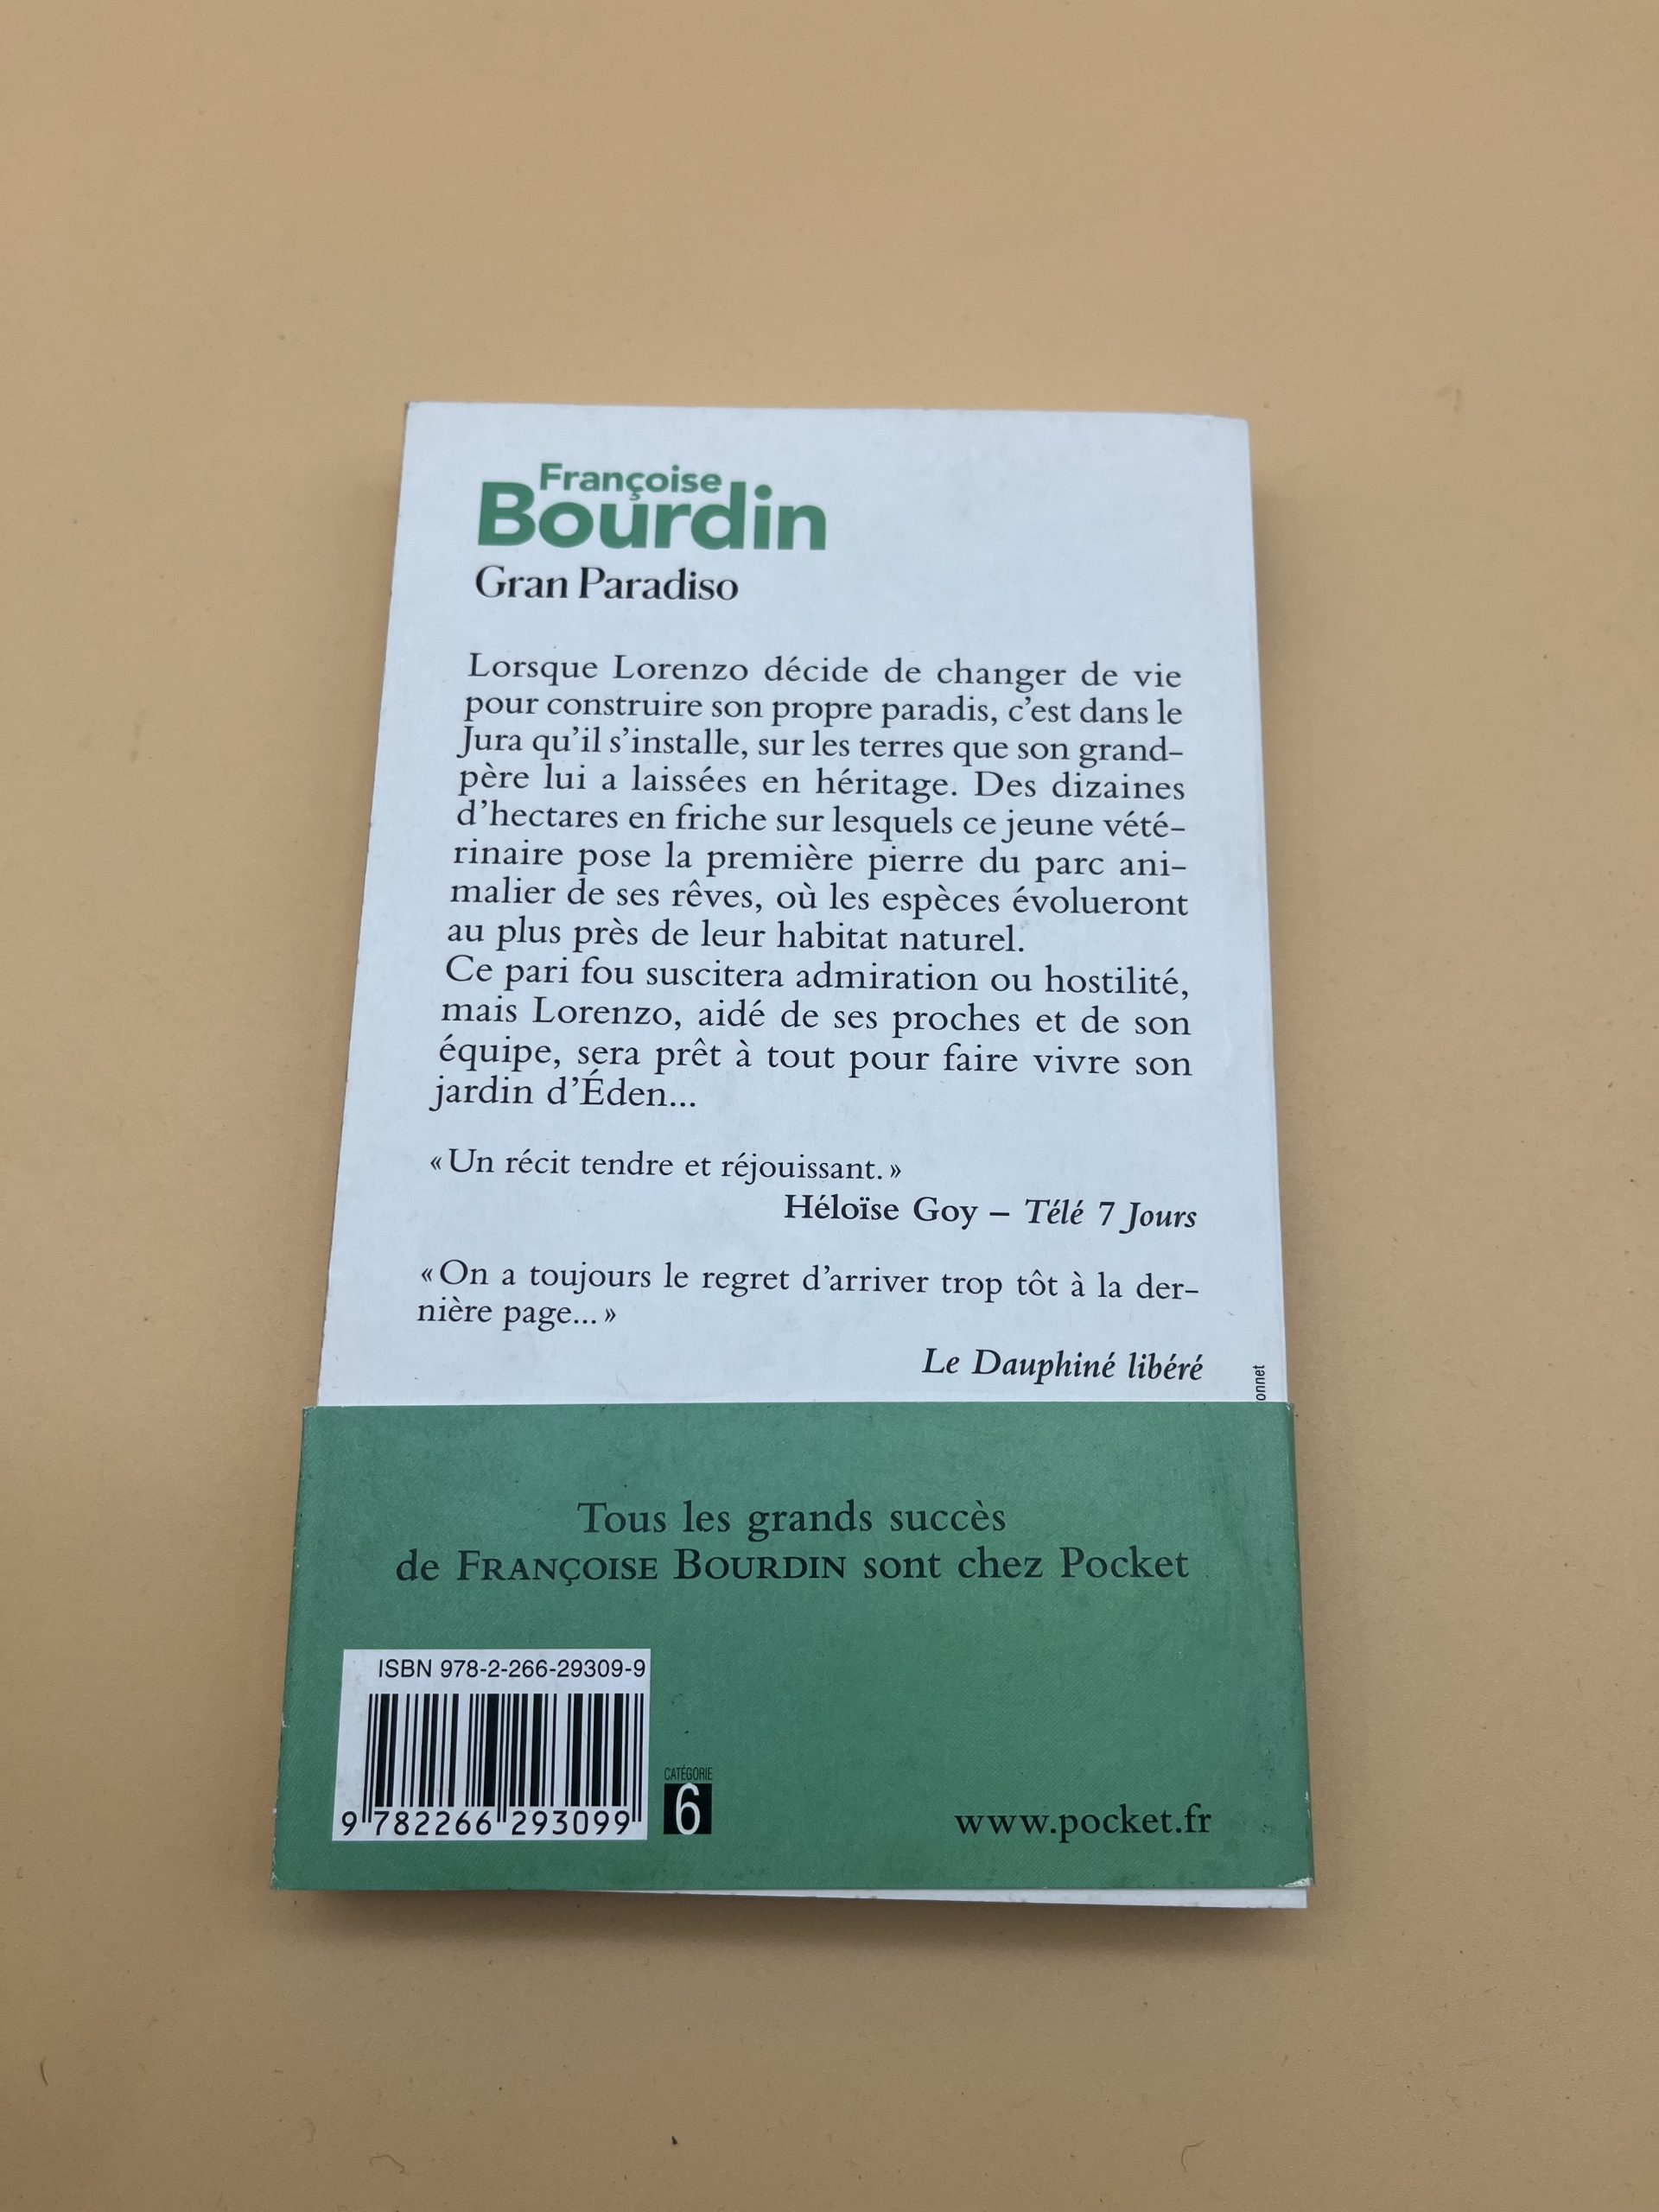 Françoise
Bourdin
Gran Paradiso
Lorsque Lorenzo décide de changer de vie
pour construire son propre paradis, c'est dans le
Jura qu'il s'installe, sur les terres que son grand-
père lui a laissées en héritage. Des dizaines
d'hectares en friche sur lesquels ce jeune vété-
rinaire pose la première pierre du parc ani-
malier de ses rêves, où les espèces évolueront
au plus près de leur habitat naturel.
Ce pari fou suscitera admiration ou hostilité,
mais Lorenzo, aidé de ses proches et de son
équipe, sera prêt à tout pour faire vivre son
jardin d'Éden...
« Un récit tendre et réjouissant. »
Héloïse Goy – Télé 7 Jours
« On a toujours le regret d'arriver trop tôt à la der-
nière page... »
Le Dauphiné libéré
onnet
Tous les grands succès
de FRANÇOISE BOURDIN sont chez Pocket
ISBN 978-2-266-29309-9
9 782266 293099
CATÉGORIE
6
www.pocket.fr